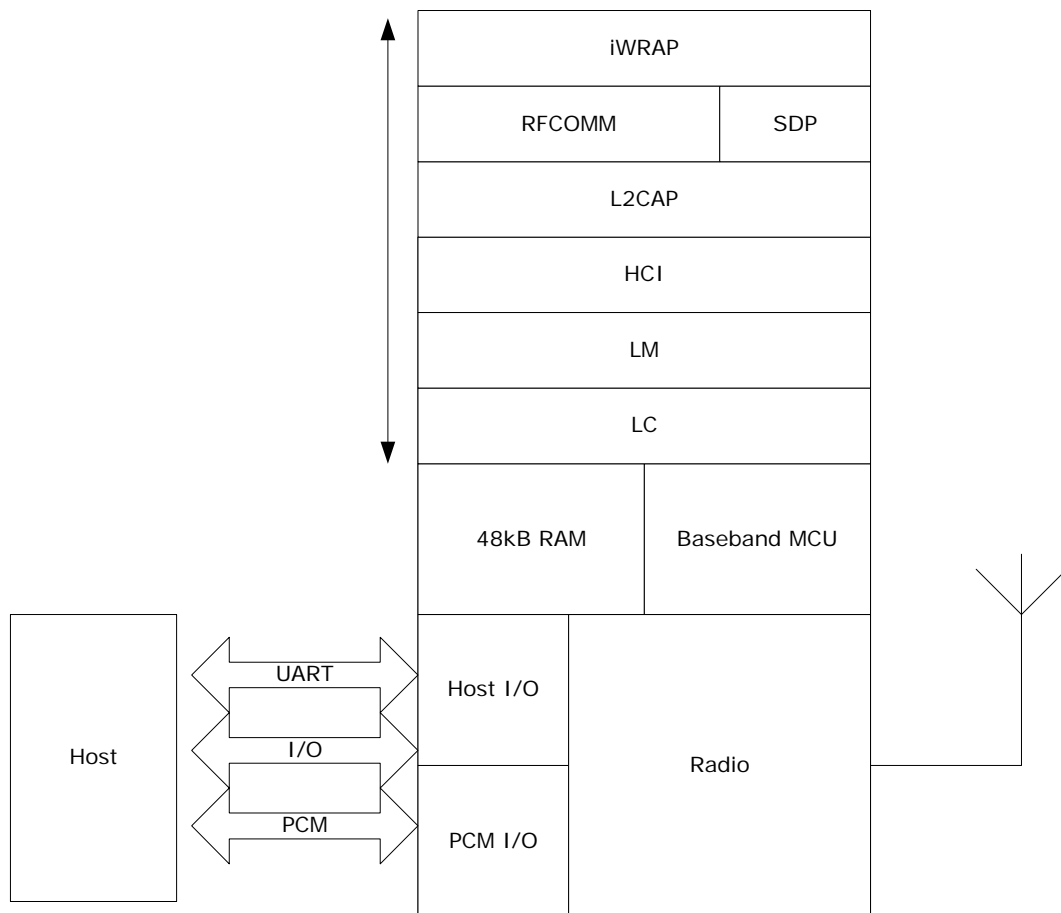 iWRAP
RFCOMM
SDP
L2CAP
HCI
LM
LC
48kB RAM
Baseband MCU
Host
UART
I/O
PCM
Host I/O
PCM I/O
Radio